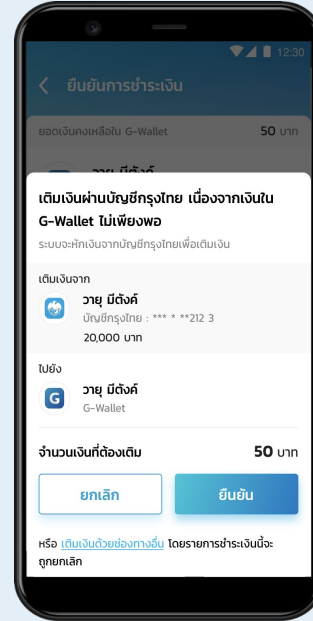 12:30
ยืนยันการชำระเงิน
ยอดเงินคงเหลือใน G-Wallet 50 บาท
วายุ มีตังค์
เติมเงินผ่านบัญชีกรุงไทย เนื่องจากเงินใน
G-Wallet ไม่เพียงพอ
ระบบจะหักเงินจากบัญชีกรุงไทยเพื่อเติมเงิน
เติมเงินจาก
วายุ มีตังค์
บัญชีกรุงไทย : *** * **212 3
20,000 บาท
ไปยัง
G
วายุ มีตังค์
G-Wallet
จำนวนเงินที่ต้องเติม 50 บาท
ยกเลิก ยืนยัน
หรือ เติมเงินด้วยช่องทางอื่น โดยรายการชำระเงินนี้จะ
ถูกยกเลิก